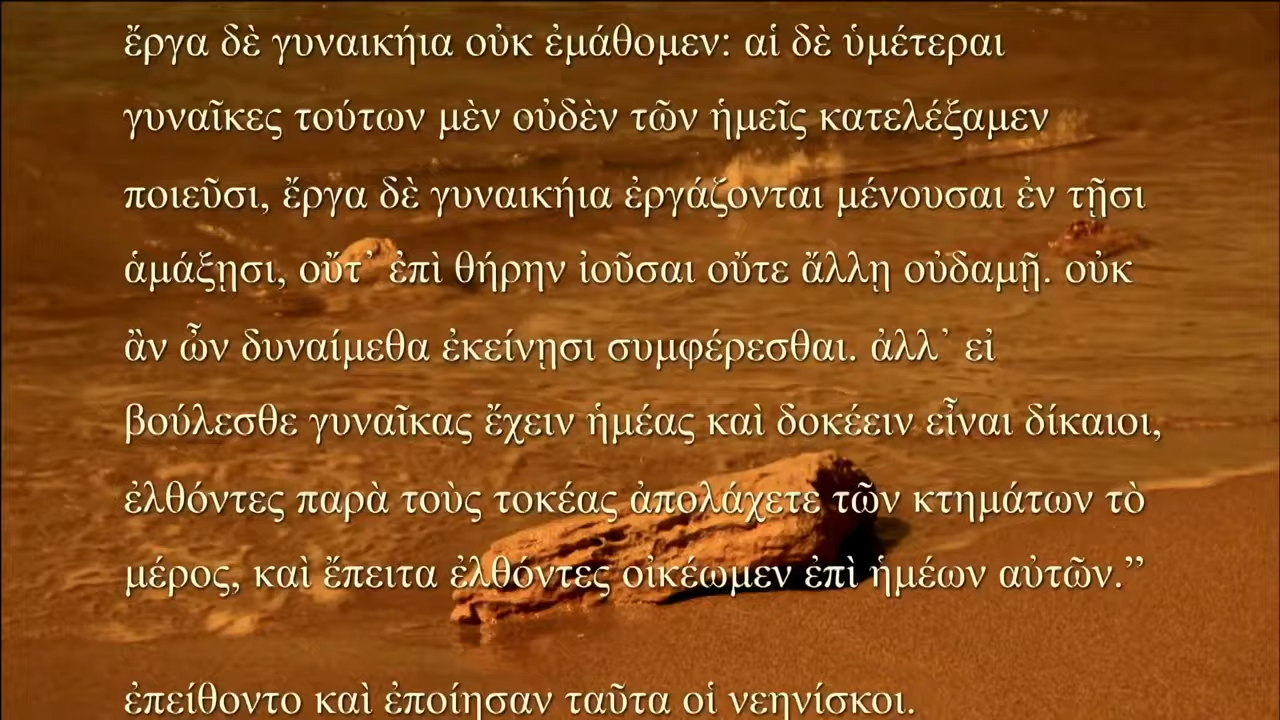 ἔργα δὲ γυναικήια οὐκ ἐμάθομεν: αἱ δὲ ὑμέτεραι
γυναῖκες τούτων μὲν οὐδὲν τῶν ἡμεῖς κατελέξαμεν
ποιεῦσι, ἔργα δὲ γυναικήια ἐργάζονται μένουσαι ἐν τῇσι
ἁμάξῃσι, οὔτ᾽ ἐπὶ θήρην ἰοῦσαι οὔτε ἄλλῃ οὐδαμῇ. οὐκ
ἂν ὦν δυναίμεθα ἐκείνῃσι συμφέρεσθαι. ἀλλ᾽ εἰ
βούλεσθε γυναῖκας ἔχειν ἡμέας καὶ δοκέειν εἶναι δίκαιοι,
ἐλθόντες παρὰ τοὺς τοκέας ἀπολάχετε τῶν κτημάτων τὸ
μέρος, καὶ ἔπειτα ἐλθόντες οἰκέωμεν ἐπὶ ἡμέων αὐτῶν.”
ἐπείθοντο καὶ ἐποίησαν ταῦτα οἱ νεηνίσκοι.